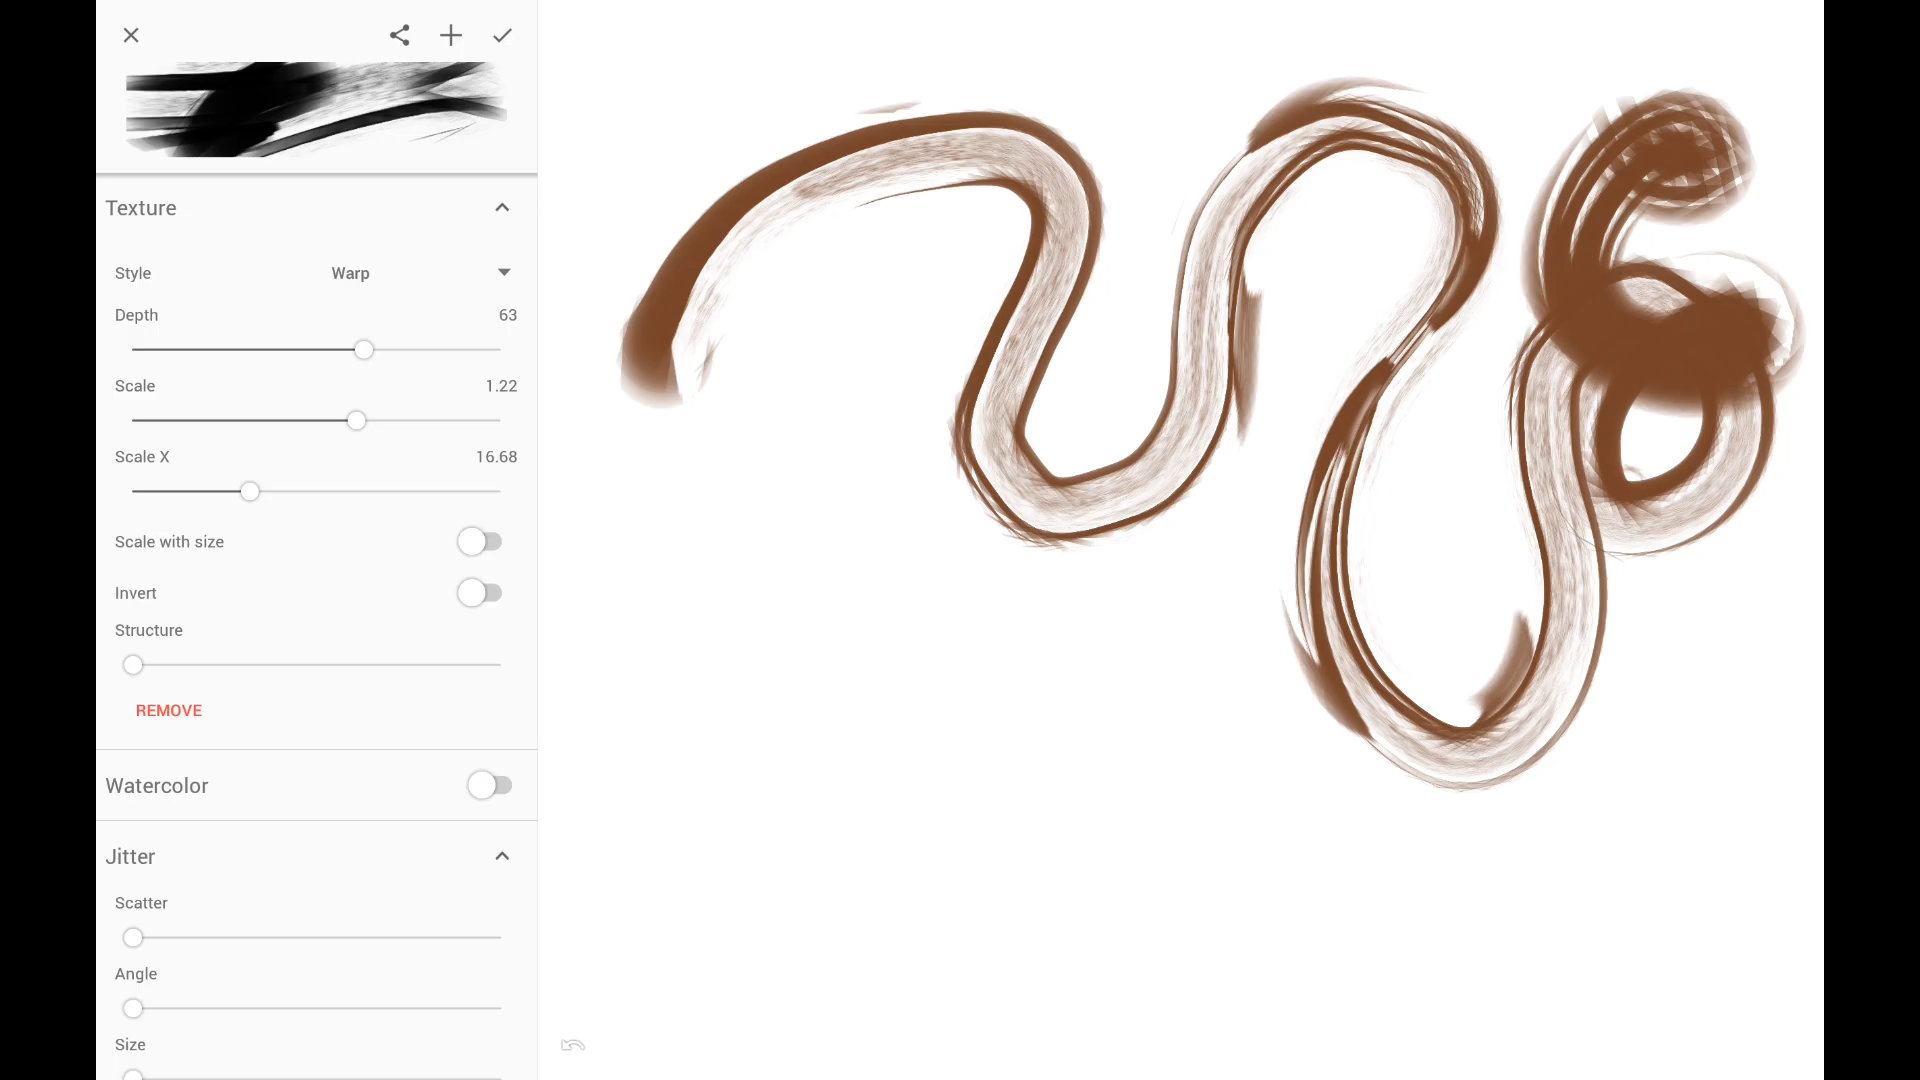 Texture
Style Warp
Depth 63
Scale 1.22
Scale X 16.68
Scale with size
Invert
Structure
REMOVE
Watercolor
Jitter
Scatter
Angle
Size